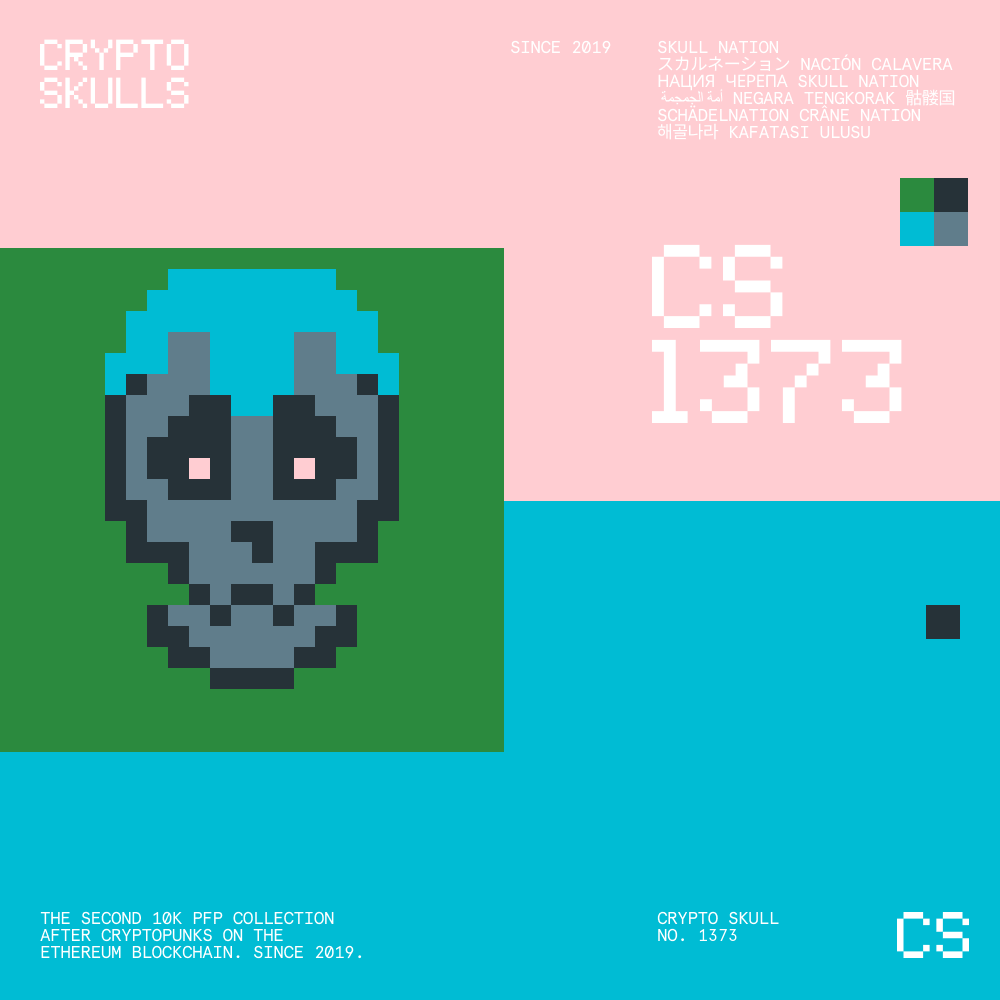 CRYPTO
SKULLS
SINCE 2019
SKULL NATION
スカルネーション NACIÓN CALAVERA
НАЦИЯ ЧЕРЕПА SKULL NATION
أمة الجمجمة NEGARA TENGKORAK 骷髅国
SCHÄDELNATION CRÂNE NATION
해골나라 KAFATASI ULUSU
CS
1373
THE SECOND 10K PFP COLLECTION
AFTER CRYPTOPUNKS ON THE
ETHEREUM BLOCKCHAIN. SINCE 2019.
CRYPTO SKULL
NO. 1373
CS